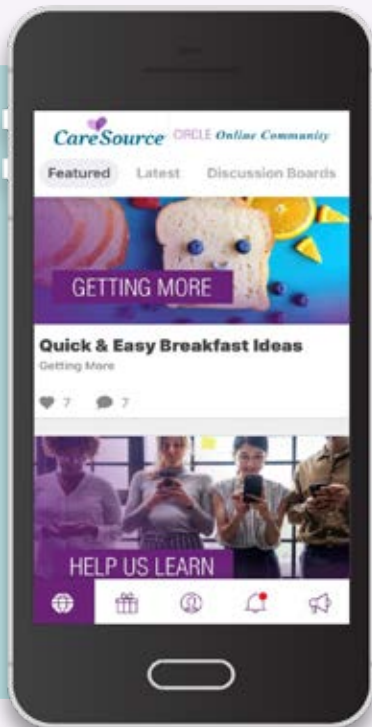 CareSource CIRCLE Online Community
Featured Latest Discussion Boards
GETTING MORE
Quick & Easy Breakfast Ideas
Getting More
7 7
HELP US LEARN